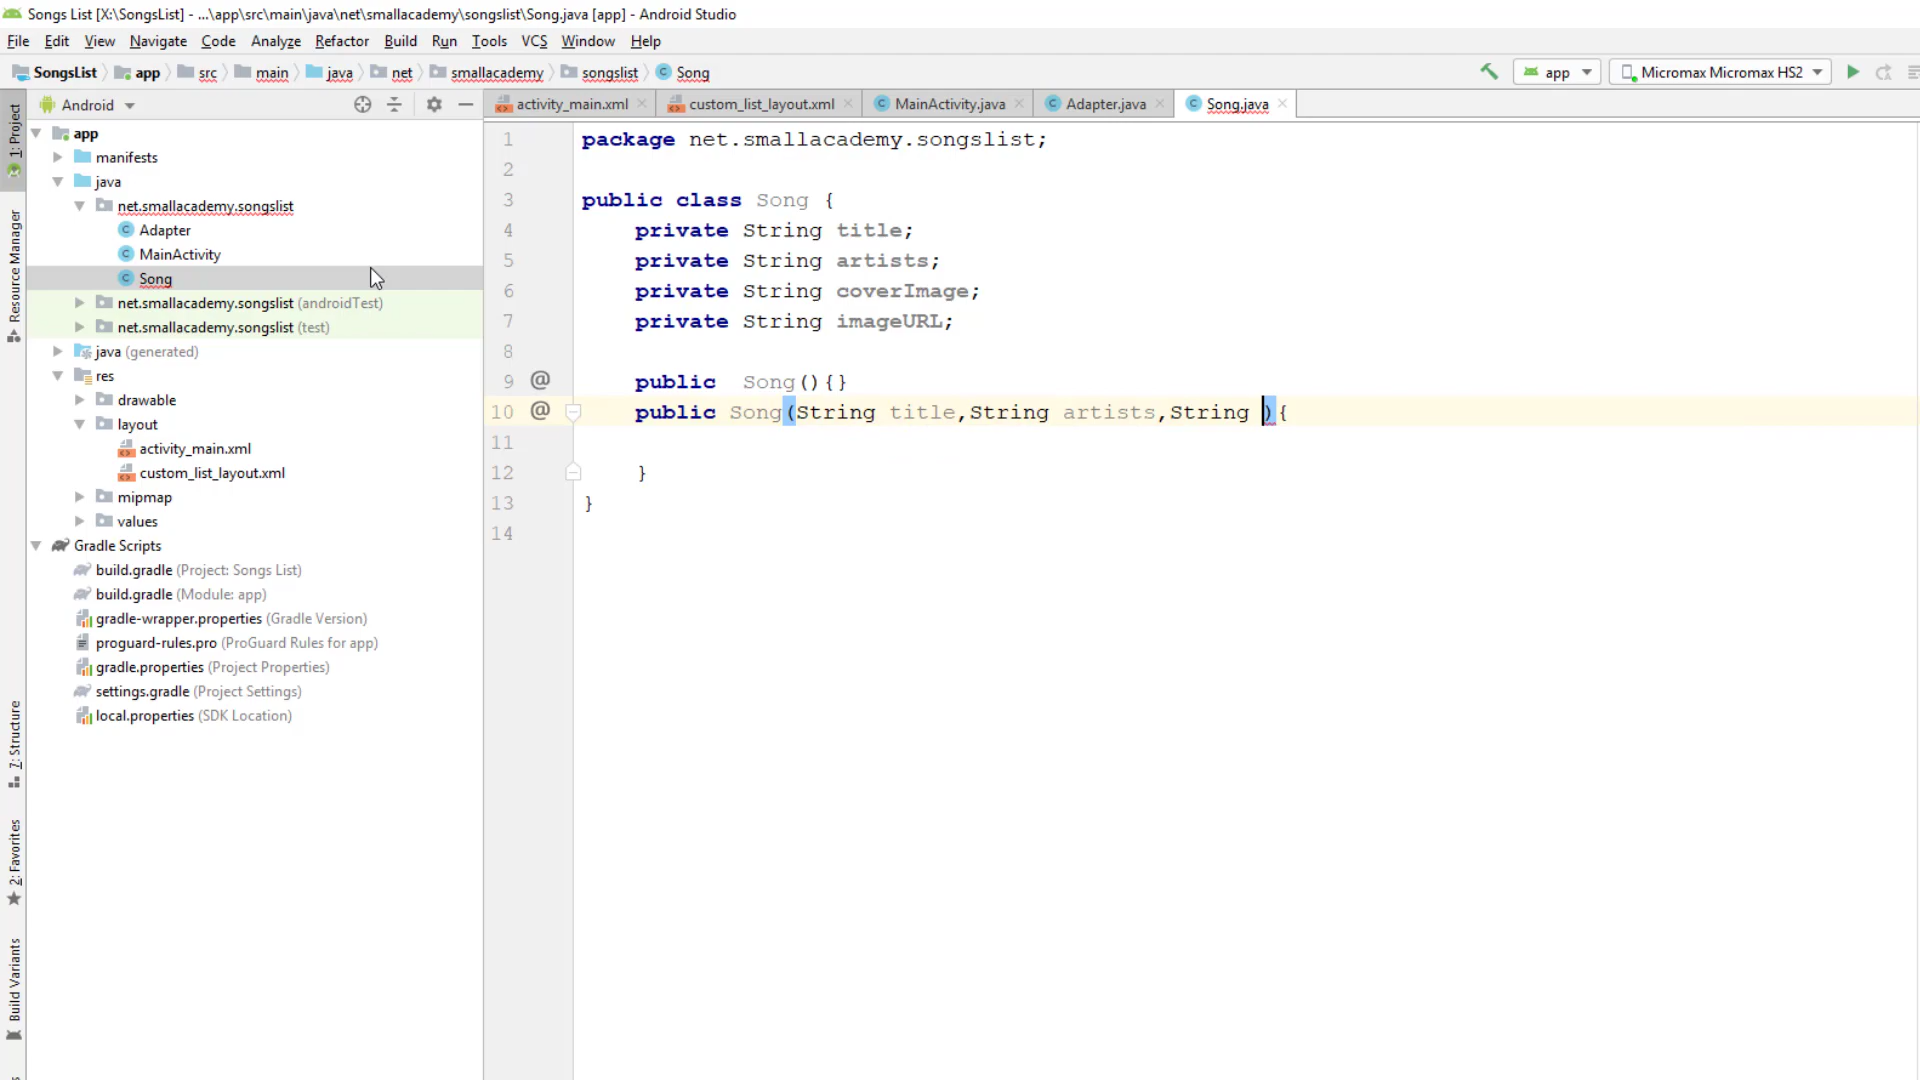 Songs List [X:\SongsList] - ...\app\src\main\java\net\smallacademy\songslist\Song.java [app] - Android Studio
File Edit View Navigate Code Analyze Refactor Build Run Tools VCS Window Help
SongsList app src main java net smallacademy songslist Song app Micromax Micromax HS2
Android
activity_main.xml custom_list_layout.xml MainActivity.java Adapter.java Song.java
1: Project
Resource Manager
7: Structure
2: Favorites
Build Variants
app
manifests
java
net.smallacademy.songslist
Adapter
MainActivity
Song
net.smallacademy.songslist (androidTest)
net.smallacademy.songslist (test)
java (generated)
res
drawable
layout
activity_main.xml
custom_list_layout.xml
mipmap
values
Gradle Scripts
build.gradle (Project: Songs List)
build.gradle (Module: app)
gradle-wrapper.properties (Gradle Version)
proguard-rules.pro (ProGuard Rules for app)
gradle.properties (Project Properties)
settings.gradle (Project Settings)
local.properties (SDK Location)
1 package net.smallacademy.songslist;
2
3 public class Song {
4 private String title;
5 private String artists;
6 private String coverImage;
7 private String imageURL;
8
9 @ public  Song(){}
10 @ public Song(String title,String artists,String ){
11
12 }
13 }
14